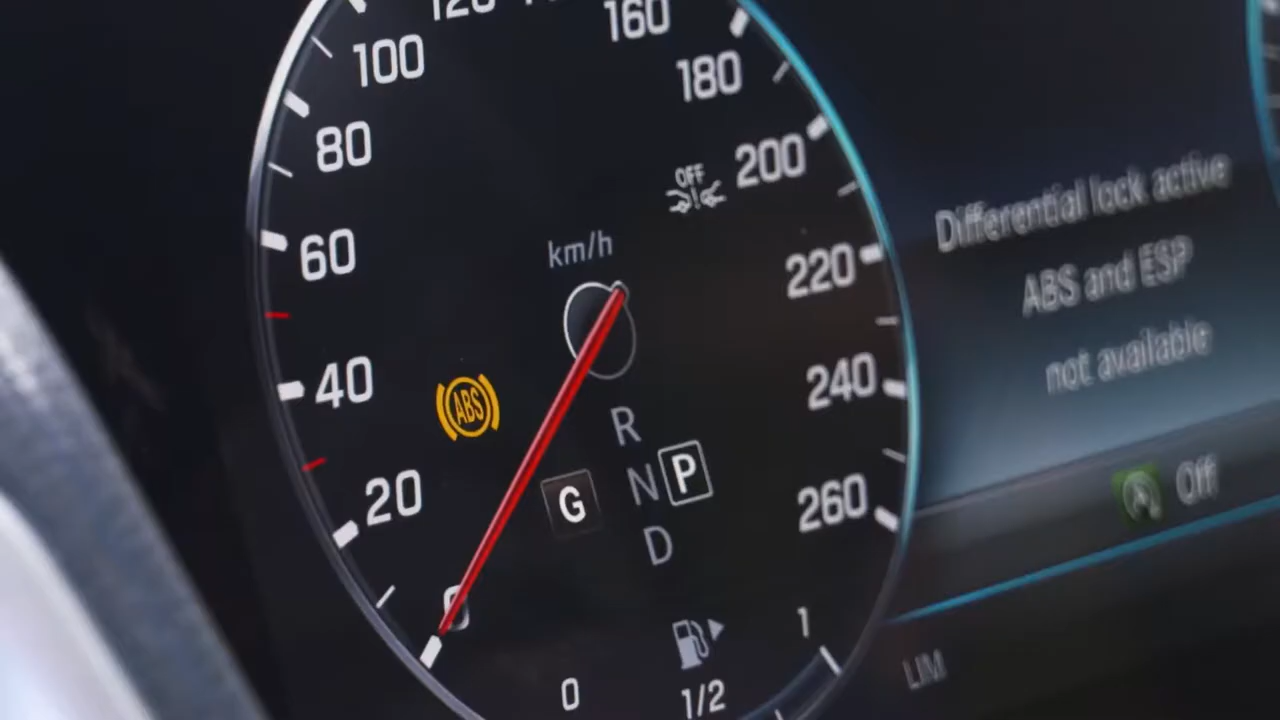 120
160
100
180
80
OFF
200
60
km/h
220
Differential lock active
ABS and ESP
not available
40
ABS
240
R
20
G
N
P
260
D
Off
0
1
0
1/2
LIM